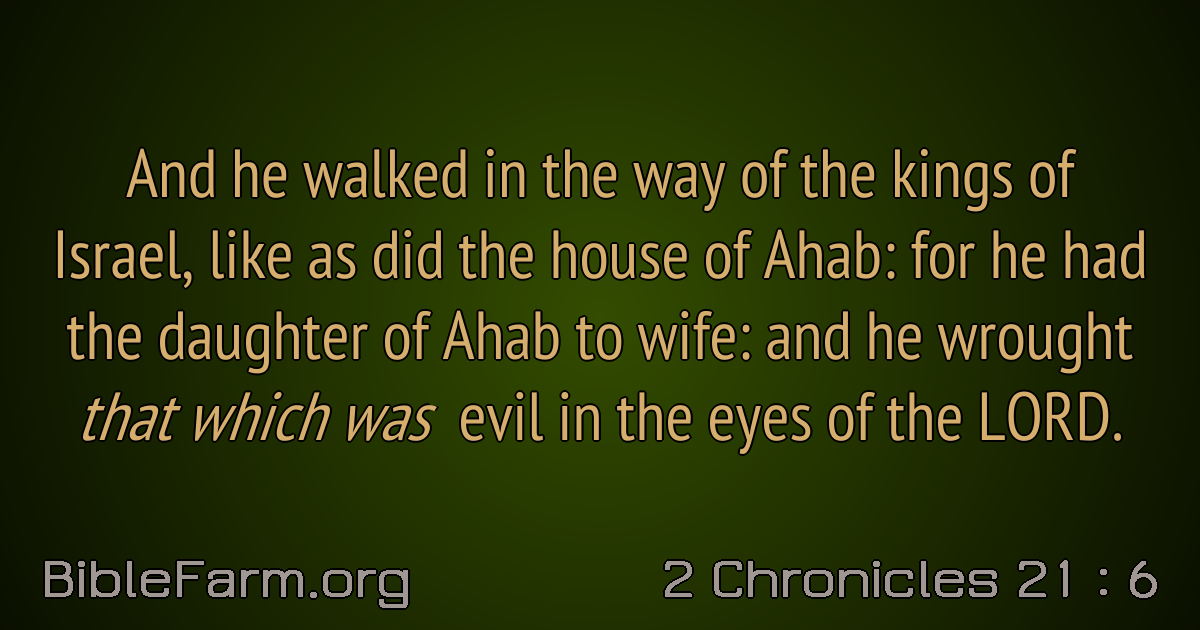 And he walked in the way of the kings of
Israel, like as did the house of Ahab: for he had
the daughter of Ahab to wife: and he wrought
that which was evil in the eyes of the LORD.
BibleFarm.org
2 Chronicles 21 : 6